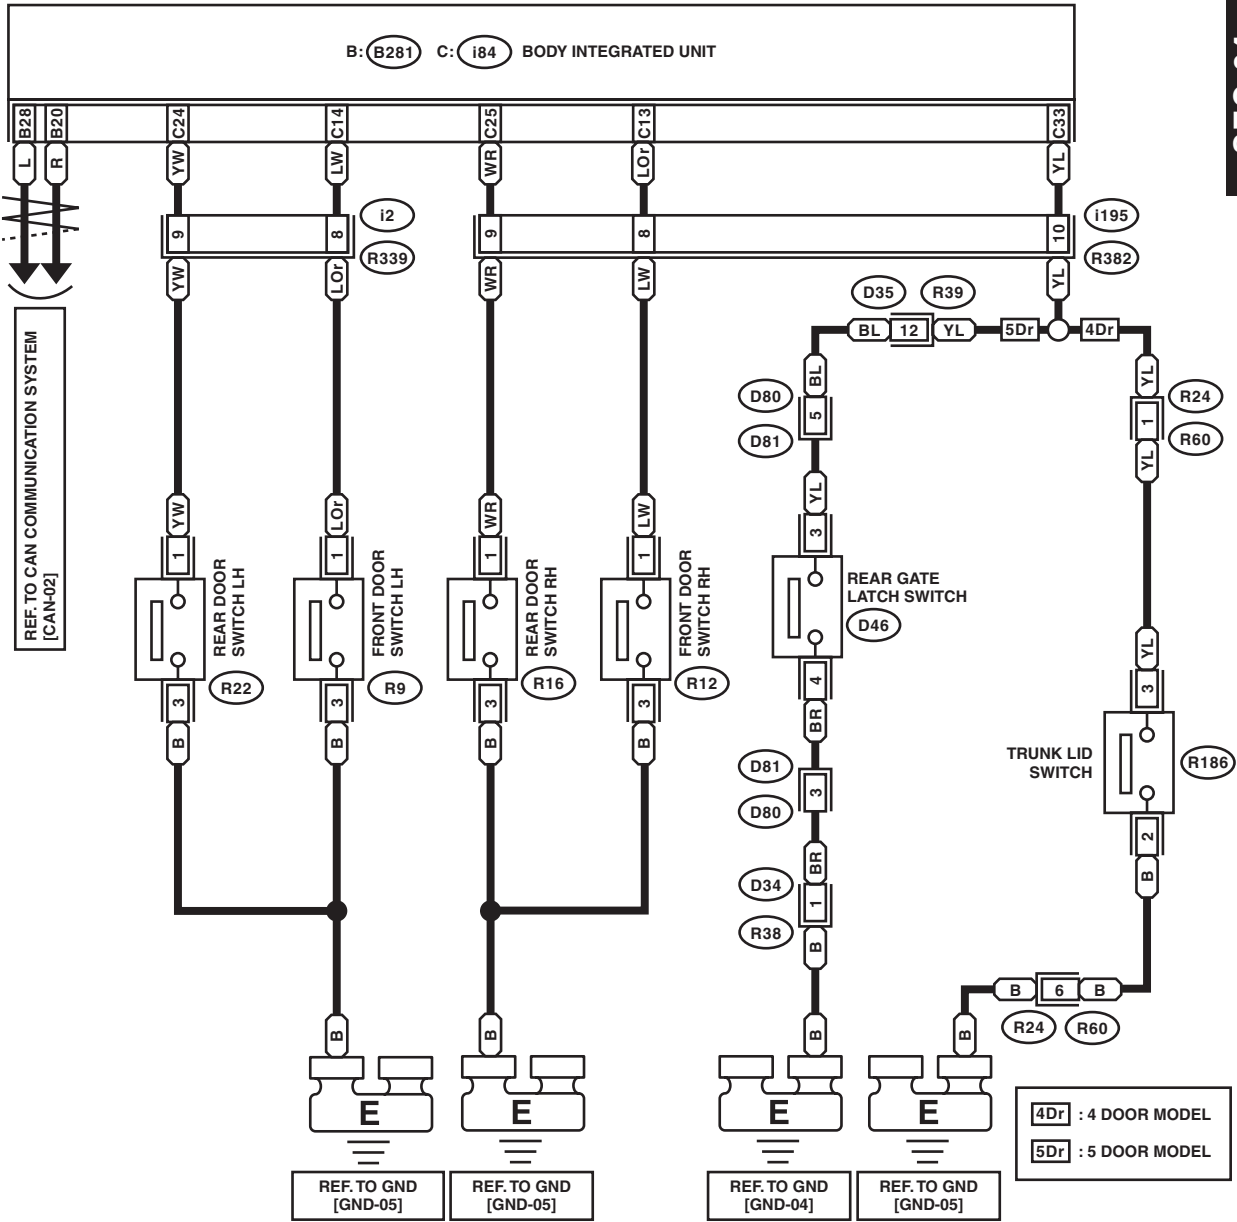 B: B281 C: i84 BODY INTEGRATED UNIT
B28 B20 C24 C14 C25 C13 C33
L R YW LW WR LOr YL
i2 i195
9 8 9 8 10
R339 R382
YW LOr WR LW YL
D35 R39
BL 12 YL 5Dr 4Dr
REF. TO CAN COMMUNICATION SYSTEM
[CAN-02]
BL YL
D80 R24
5 1
D81 R60
YL
YL
YW LOr WR LW
1 1 1 1 3
REAR DOOR
SWITCH LH
R22
FRONT DOOR
SWITCH LH
R9
REAR DOOR
SWITCH RH
R16
FRONT DOOR
SWITCH RH
R12
REAR GATE
LATCH SWITCH
D46
YL
3 3 3 3 4 3
B B B B BR
TRUNK LID
SWITCH
R186
D81
3
D80
2
BR B
D34
1
R38
B
B 6 B
R24 R60
B B B B
E E E E
REF. TO GND
[GND-05]
REF. TO GND
[GND-05]
REF. TO GND
[GND-04]
REF. TO GND
[GND-05]
4Dr : 4 DOOR MODEL
5Dr : 5 DOOR MODEL